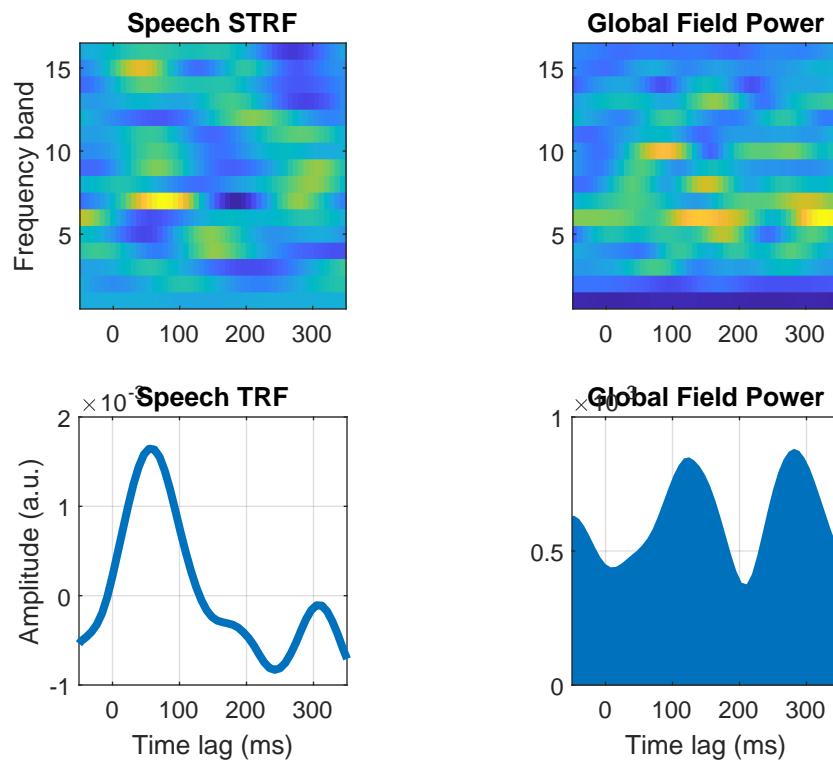 Speech STRF
15
10
5
Frequency band
0 100 200 300
Global Field Power
15
10
5
0 100 200 300
Speech TRF
× 10⁻³
2
1
0
-1
Amplitude (a.u.)
0 100 200 300
Time lag (ms)
Global Field Power
× 10⁻³
1
0.5
0
0 100 200 300
Time lag (ms)